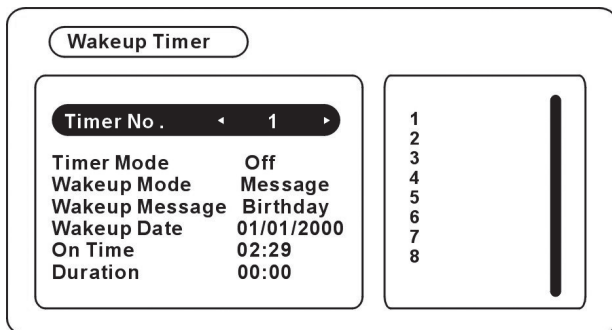 Wakeup Timer
Timer No. ◂ 1 ▸
Timer Mode Off
Wakeup Mode Message
Wakeup Message Birthday
Wakeup Date 01/01/2000
On Time 02:29
Duration 00:00
1
2
3
4
5
6
7
8